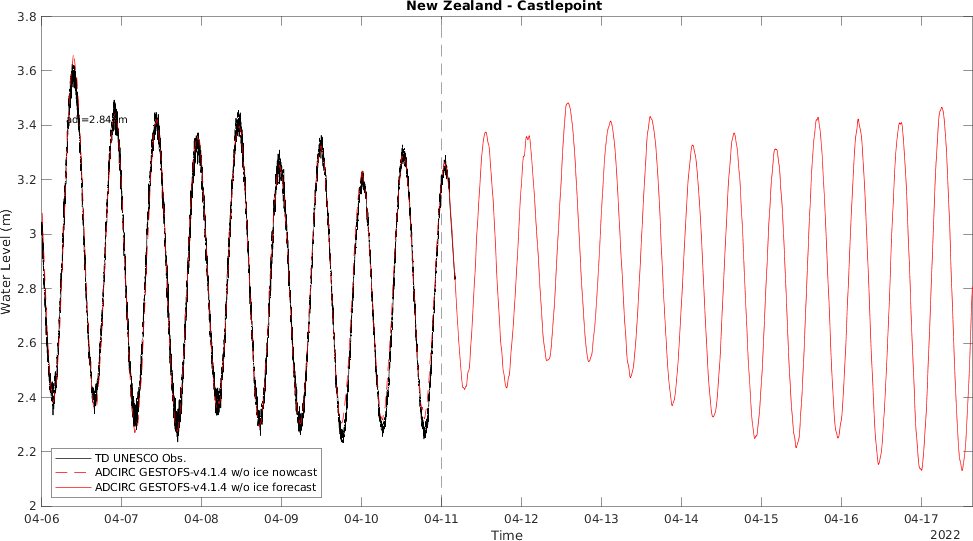 New Zealand - Castlepoint
3.8
3.6
3.4
3.2
3
2.8
2.6
2.4
2.2
2
Water Level (m)
TD UNESCO Obs.
ADCIRC GESTOFS-v4.1.4 w/o ice nowcast
ADCIRC GESTOFS-v4.1.4 w/o ice forecast
04-06 04-07 04-08 04-09 04-10 04-11 04-12 04-13 04-14 04-15 04-16 04-17
Time
2022